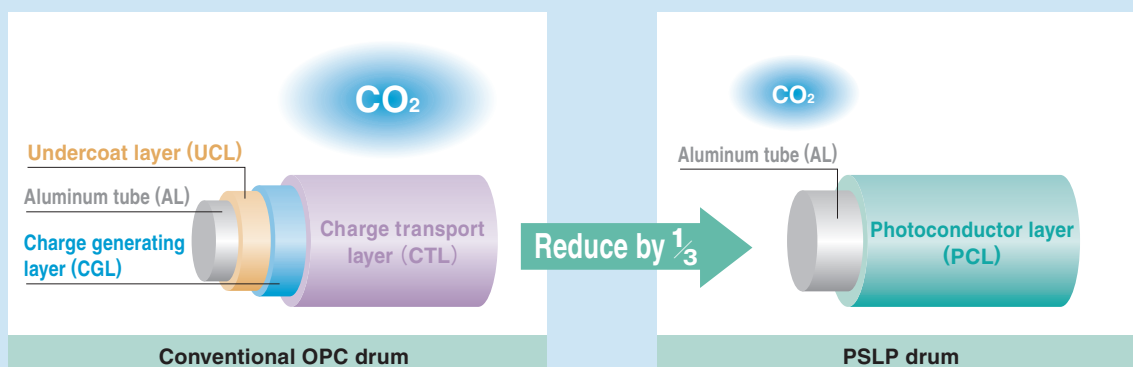 CO2
Undercoat layer (UCL)
Aluminum tube (AL)
Charge generating
layer (CGL)
Charge transport
layer (CTL)
Conventional OPC drum
Reduce by 1/3
CO2
Aluminum tube (AL)
Photoconductor layer
(PCL)
PSLP drum